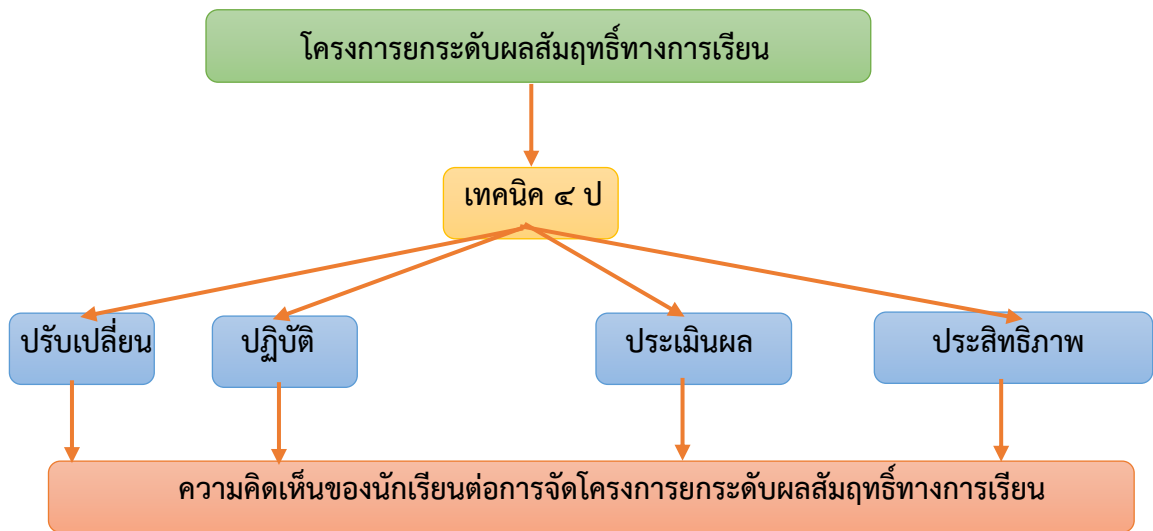 โครงการยกระดับผลสัมฤทธิ์ทางการเรียน
เทคนิค ๔ ป
ปรับเปลี่ยน
ปฏิบัติ
ประเมินผล
ประสิทธิภาพ
ความคิดเห็นของนักเรียนต่อการจัดโครงการยกระดับผลสัมฤทธิ์ทางการเรียน